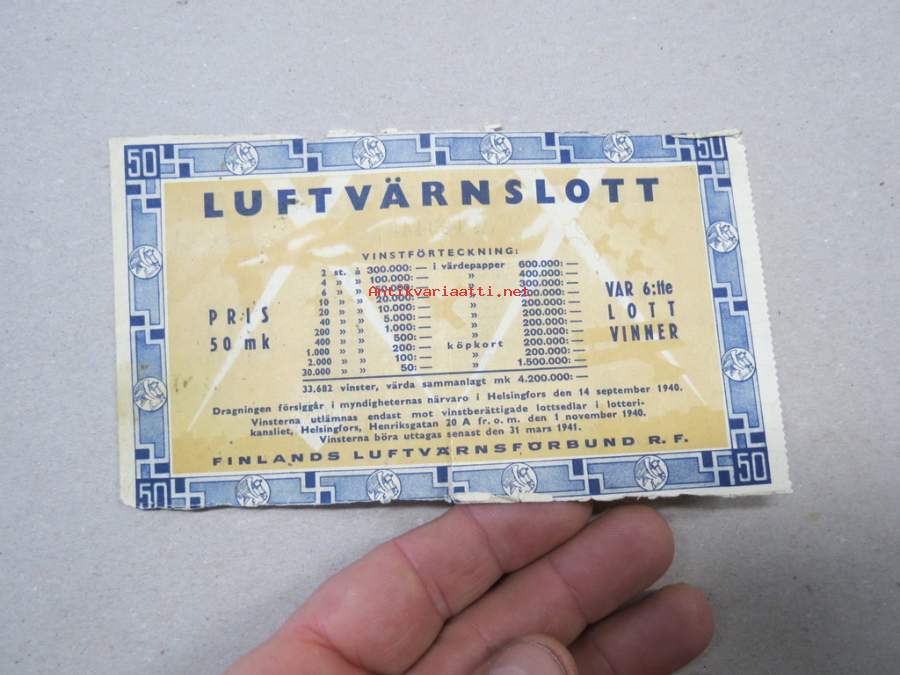 50
50
LUFTVÄRNSLOTT
VINSTFÖRTECKNING:
2 st. à 300.000:— i värdepapper 600.000:—
4 » » 100.000:— » 400.000:—
6 » » 50.000:— » 300.000:—
10 » » 20.000:— » 200.000:—
20 » » 10.000:— » 200.000:—
40 » » 5.000:— » 200.000:—
200 » » 1.000:— » 200.000:—
400 » » 500:— » 200.000:—
1.000 » » 200:— köpkort 200.000:—
2.000 » » 100:— » 200.000:—
30.000 » » 50:— » 1.500.000:—
33.682 vinster, värda sammanlagt mk 4.200.000:—
PRIS
50 mk
VAR 6:tte
LOTT
VINNER
Antikvariaatti.net
Dragningen försiggår i myndigheternas närvaro i Helsingfors den 14 september 1940.
Vinsterna utlämnas endast mot vinstberättigade lottsedlar i lotteri-
kansliet, Helsingfors, Henriksgatan 20 A fr. o. m. den 1 november 1940.
Vinsterna böra uttagas senast den 31 mars 1941.
FINLANDS LUFTVÄRNSFÖRBUND R. F.
50
50